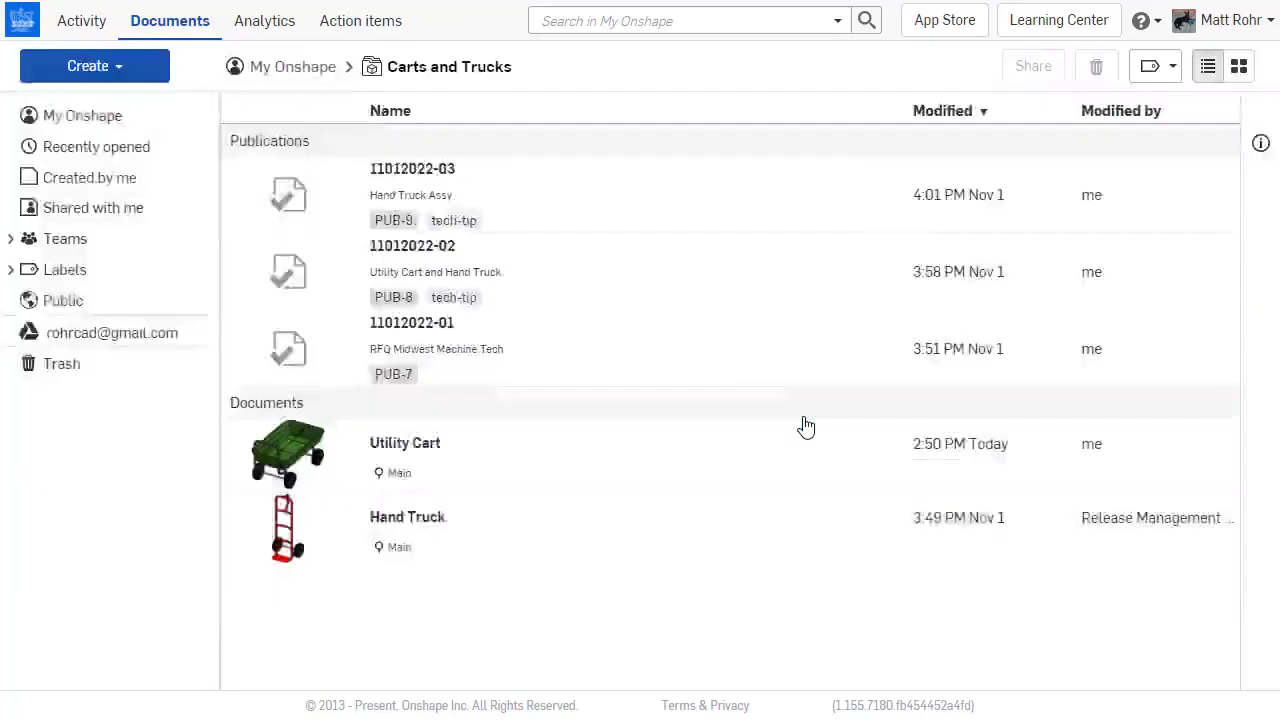 Activity Documents Analytics Action items Search in My Onshape App Store Learning Center Matt Rohr
Create My Onshape Carts and Trucks Share
My Onshape
Recently opened
Created by me
Shared with me
Teams
Labels
Public
rohrcad@gmail.com
Trash
Name Modified Modified by
Publications
11012022-03
Hand Truck Assy 4:01 PM Nov 1 me
PUB-9 tech-tip
11012022-02
Utility Cart and Hand Truck 3:58 PM Nov 1 me
PUB-8 tech-tip
11012022-01
RFQ Midwest Machine Tech 3:51 PM Nov 1 me
PUB-7
Documents
Utility Cart 2:50 PM Today me
Main
Hand Truck 3:49 PM Nov 1 Release Management ...
Main
© 2013 - Present, Onshape Inc. All Rights Reserved. Terms & Privacy (1.155.7180.fb454452a4fd)